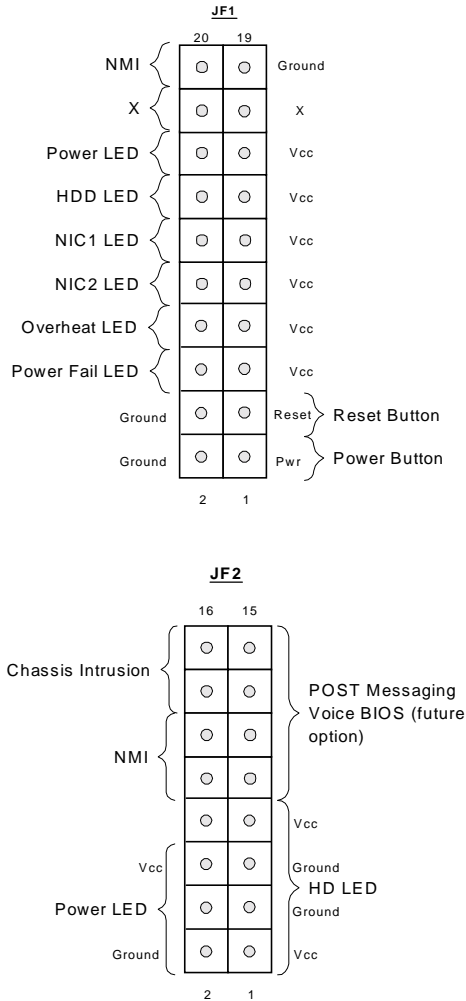 JF1
20 19
NMI Ground
X X
Power LED Vcc
HDD LED Vcc
NIC1 LED Vcc
NIC2 LED Vcc
Overheat LED Vcc
Power Fail LED Vcc
Ground Reset Reset Button
Ground Pwr Power Button
2 1
JF2
16 15
Chassis Intrusion
POST Messaging
Voice BIOS (future
option)
NMI
Vcc
Vcc Ground
HD LED
Power LED Ground
Ground Vcc
2 1